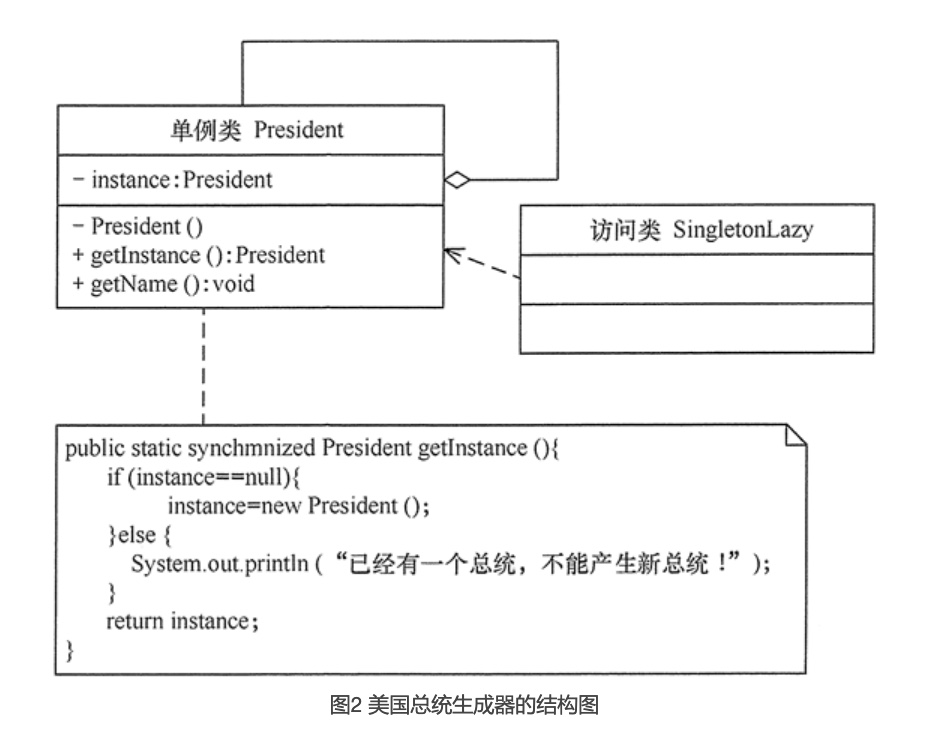 单例类 President
- instance:President
- President ()
+ getInstance ():President
+ getName ():void
访问类 SingletonLazy
public static synchmnized President getInstance (){
if (instance==null){
instance=new President ();
}else {
System.out.println (“已经有一个总统，不能产生新总统！”);
}
return instance;
}
图2 美国总统生成器的结构图